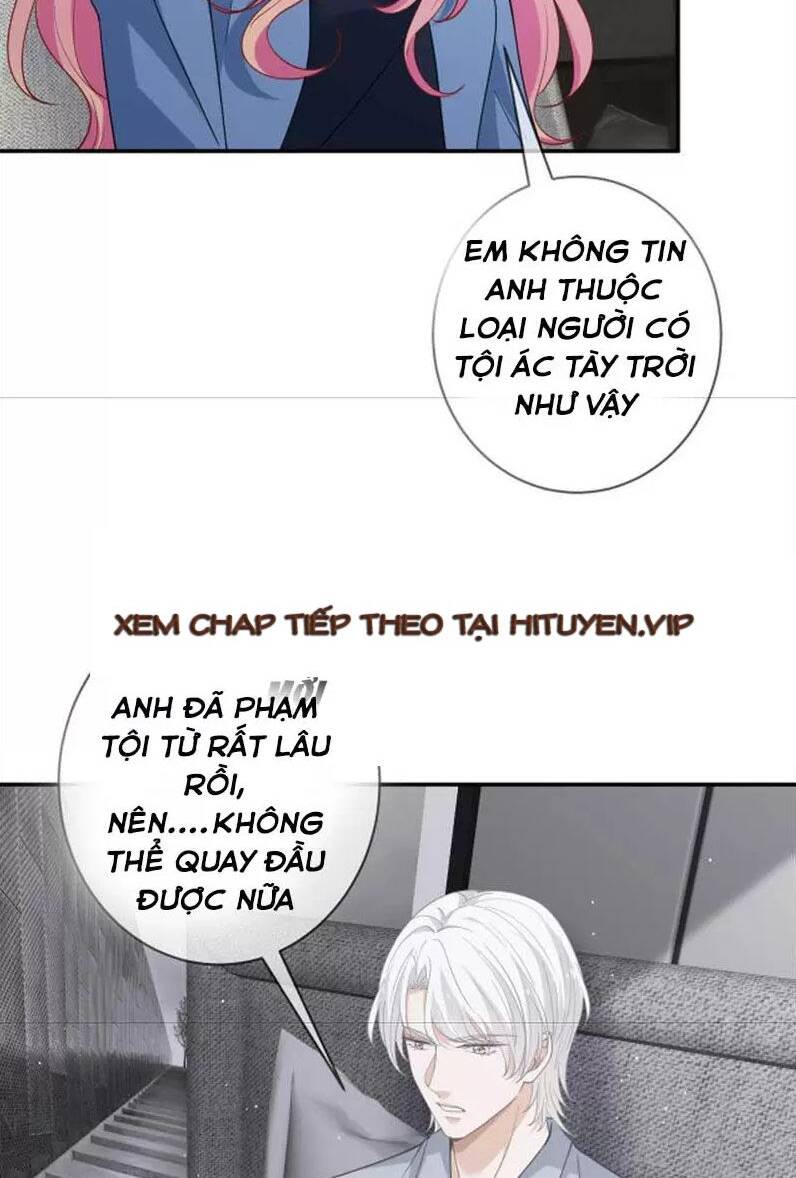 EM KHÔNG TIN
ANH THUỘC
LOẠI NGƯỜI CÓ
TỘI ÁC TÀY TRỜI
NHƯ VẬY
XEM CHAP TIẾP THEO TẠI HITUYEN.VIP
ANH ĐÃ PHẠM
TỘI TỪ RẤT LÂU
RỒI,
NÊN....KHÔNG
THỂ QUAY ĐẦU
ĐƯỢC NỮA